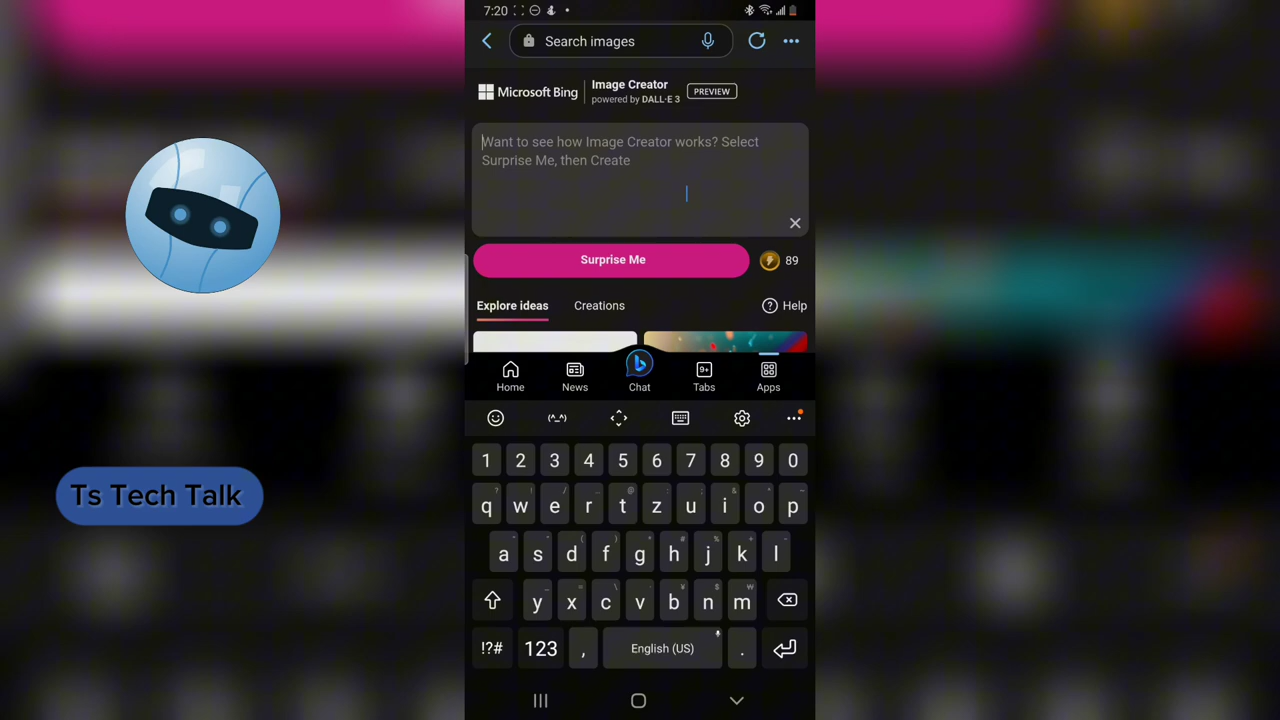 7:20
Search images
Microsoft Bing
Image Creator
powered by DALL·E 3
PREVIEW
Want to see how Image Creator works? Select
Surprise Me, then Create
Surprise Me
89
Explore ideas
Creations
Help
Home
News
Chat
9+
Tabs
Apps
Ts Tech Talk
(^_^)
1 2 3 4 5 6 7 8 9 0
q w e r t z u i o p
a s d f g h j k l
y x c v b n m
!?# 123 , English (US) .